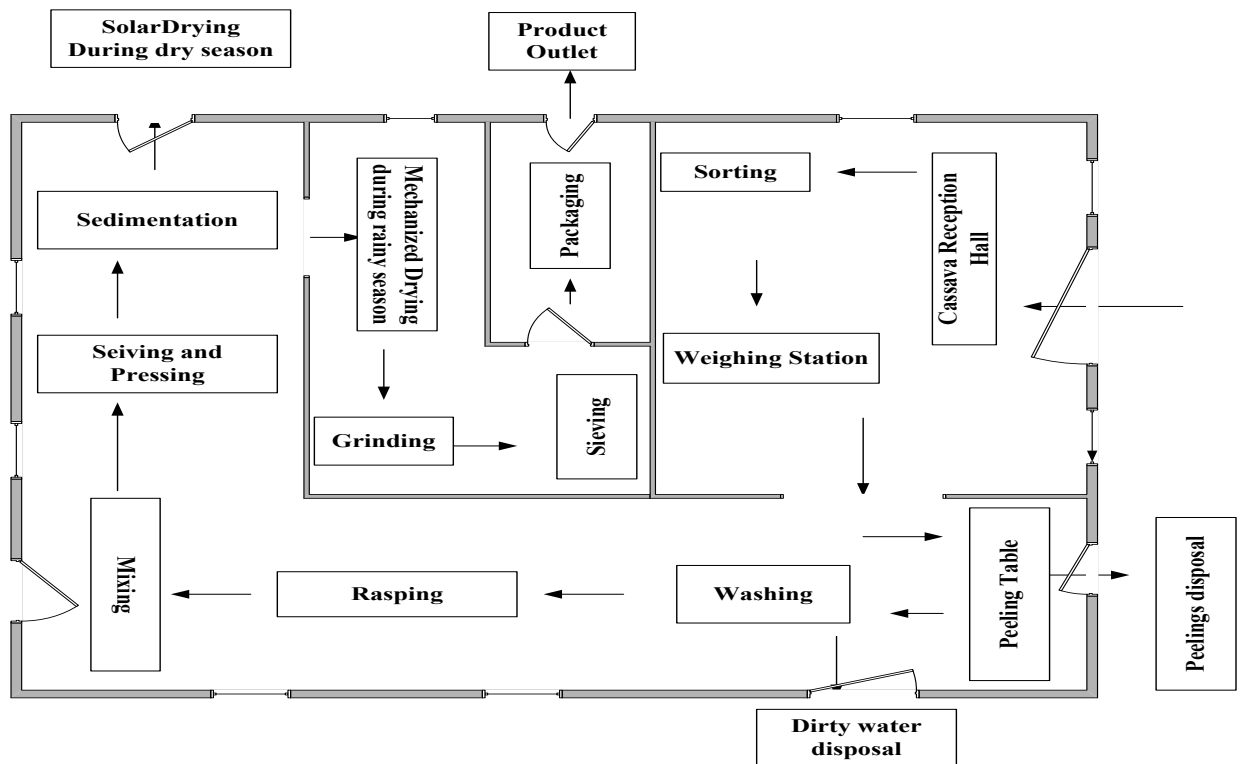 SolarDrying
During dry season
Product
Outlet
Sorting
Cassava Reception
Hall
Mechanized Drying
during rainy season
Packaging
Sedimentation
Seiving and
Pressing
Weighing Station
Grinding
Sieving
Mixing
Rasping
Washing
Peeling Table
Peelings disposal
Dirty water
disposal